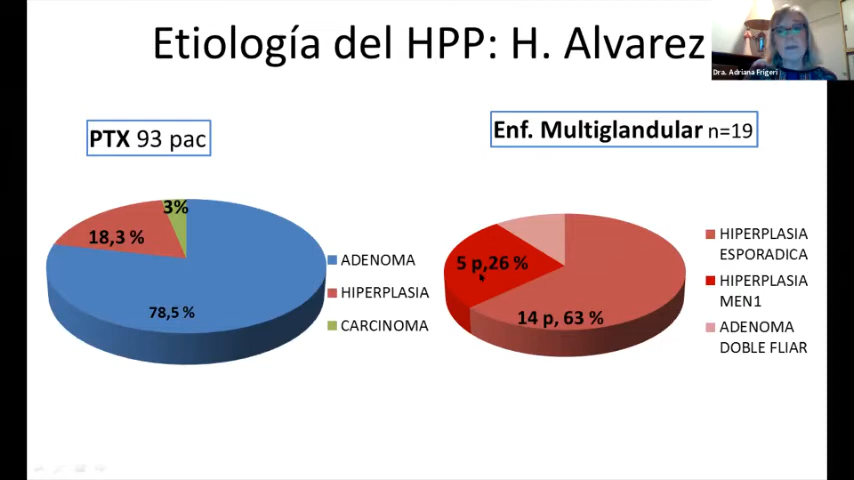 Etiología del HPP: H. Alvarez
Dra. Adriana Frigeri
PTX 93 pac
Enf. Multiglandular n=19
3%
18,3 %
78,5 %
ADENOMA
HIPERPLASIA
CARCINOMA
5 p,26 %
14 p, 63 %
HIPERPLASIA
ESPORADICA
HIPERPLASIA
MEN1
ADENOMA
DOBLE FLIAR